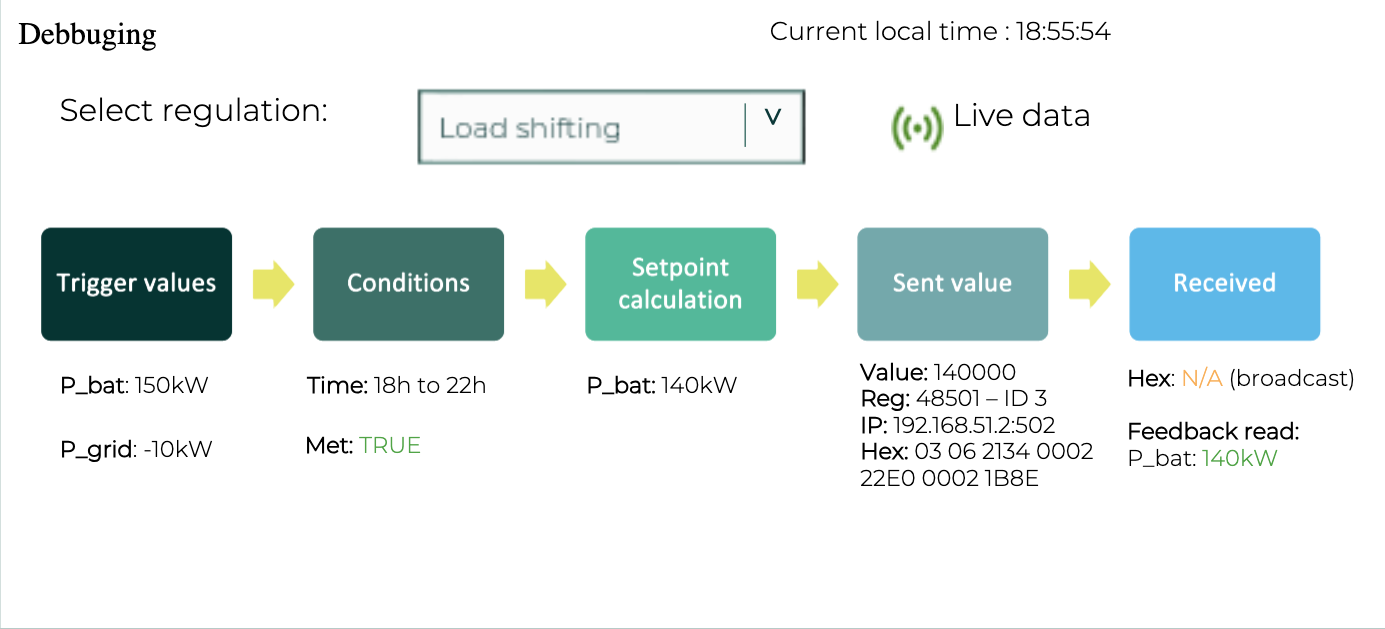 Debbuging
Current local time : 18:55:54
Select regulation:
Load shifting
V
Live data
Trigger values
Conditions
Setpoint
calculation
Sent value
Received
P_bat: 150kW
P_grid: -10kW
Time: 18h to 22h
Met: TRUE
P_bat: 140kW
Value: 140000
Reg: 48501 – ID 3
IP: 192.168.51.2:502
Hex: 03 06 2134 0002
22E0 0002 1B8E
Hex: N/A (broadcast)
Feedback read:
P_bat: 140kW